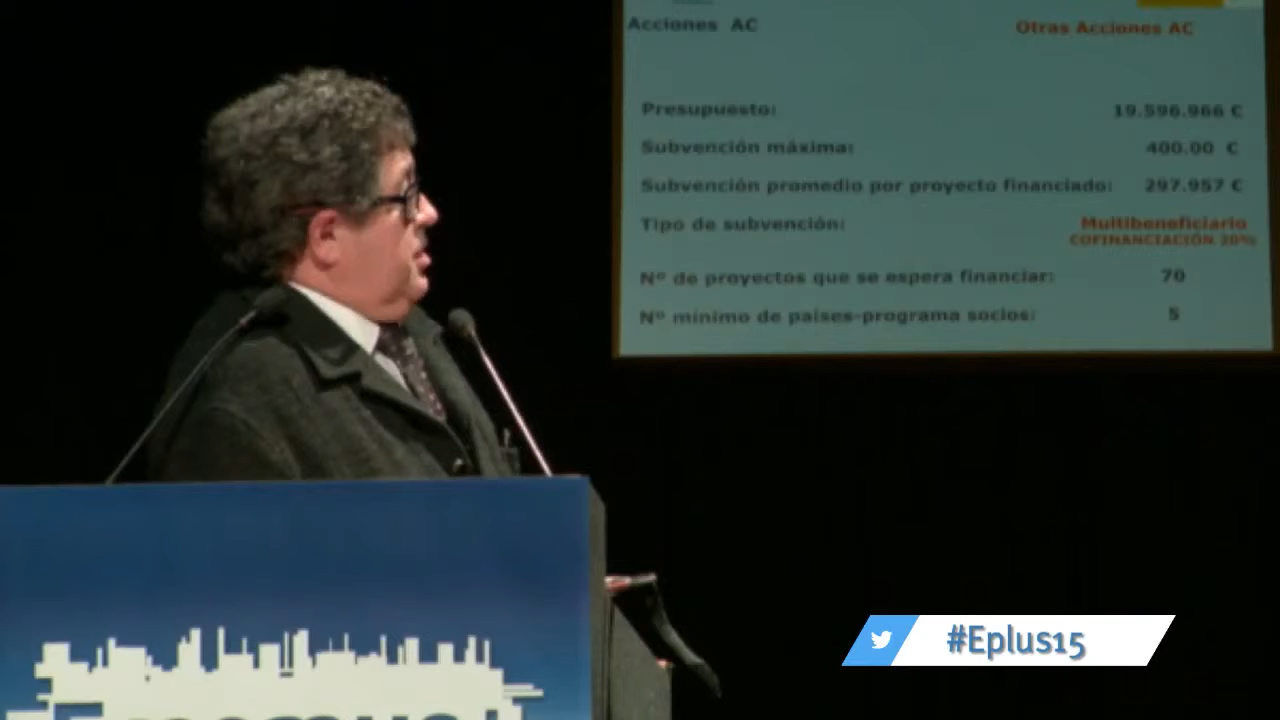 Acciones AC
Otras Acciones AC
Presupuesto: 19.596.966 €
Subvención máxima: 400.00 €
Subvención promedio por proyecto financiado: 297.957 €
Tipo de subvención: Multibeneficiario
COFINANCIACIÓN 20%
Nº de proyectos que se espera financiar: 70
Nº mínimo de países-programa socios: 5
#Eplus15